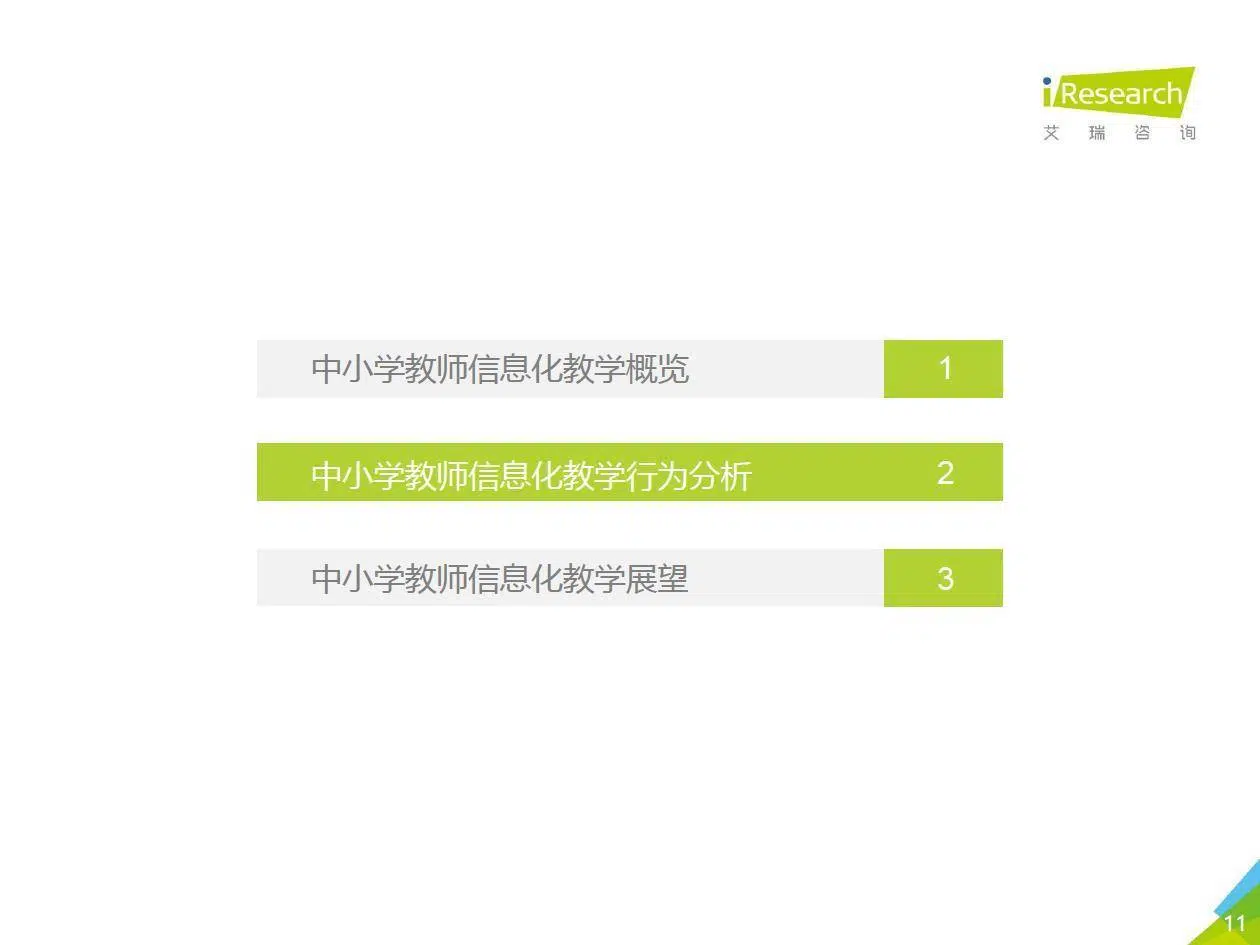 iResearch
艾瑞咨询
中小学教师信息化教学概览 1
中小学教师信息化教学行为分析 2
中小学教师信息化教学展望 3
11